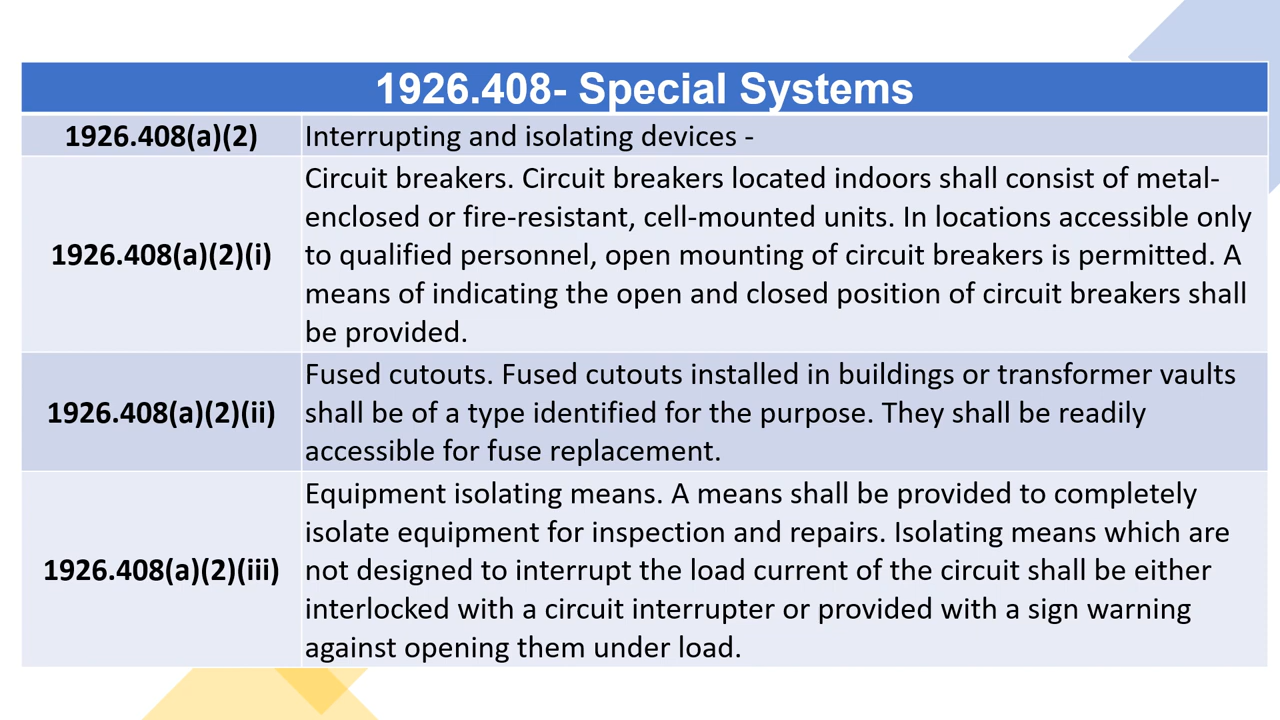 1926.408- Special Systems
1926.408(a)(2)
Interrupting and isolating devices -
1926.408(a)(2)(i)
Circuit breakers. Circuit breakers located indoors shall consist of metal-
enclosed or fire-resistant, cell-mounted units. In locations accessible only
to qualified personnel, open mounting of circuit breakers is permitted. A
means of indicating the open and closed position of circuit breakers shall
be provided.
1926.408(a)(2)(ii)
Fused cutouts. Fused cutouts installed in buildings or transformer vaults
shall be of a type identified for the purpose. They shall be readily
accessible for fuse replacement.
1926.408(a)(2)(iii)
Equipment isolating means. A means shall be provided to completely
isolate equipment for inspection and repairs. Isolating means which are
not designed to interrupt the load current of the circuit shall be either
interlocked with a circuit interrupter or provided with a sign warning
against opening them under load.